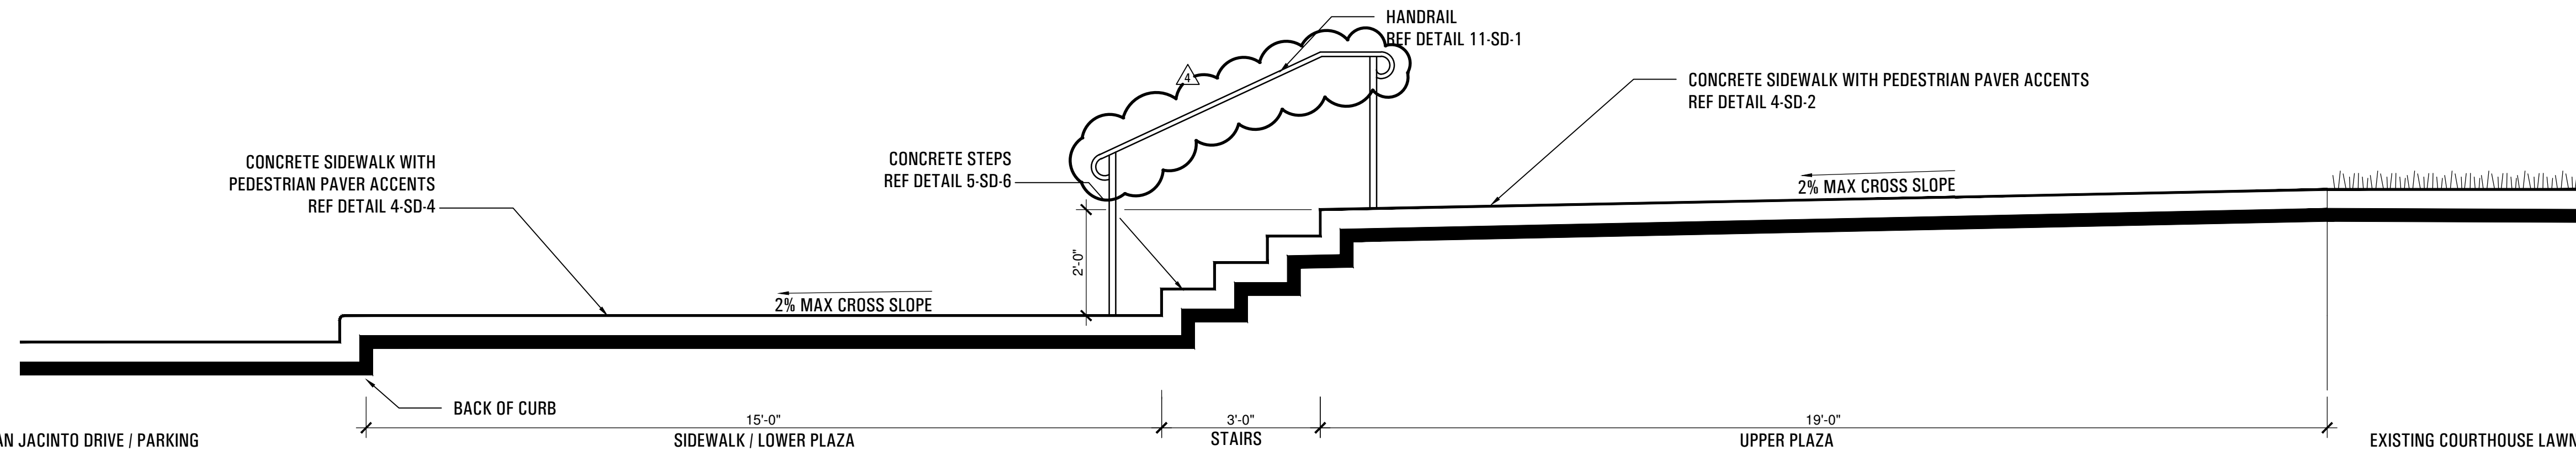 HANDRAIL
REF DETAIL 11-SD-1
4
CONCRETE SIDEWALK WITH PEDESTRIAN PAVER ACCENTS
REF DETAIL 4-SD-2
CONCRETE SIDEWALK WITH
PEDESTRIAN PAVER ACCENTS
REF DETAIL 4-SD-4
CONCRETE STEPS
REF DETAIL 5-SD-6
2% MAX CROSS SLOPE
2'-0"
2% MAX CROSS SLOPE
BACK OF CURB
15'-0"
3'-0"
19'-0"
AN JACINTO DRIVE / PARKING
SIDEWALK / LOWER PLAZA
STAIRS
UPPER PLAZA
EXISTING COURTHOUSE LAWN